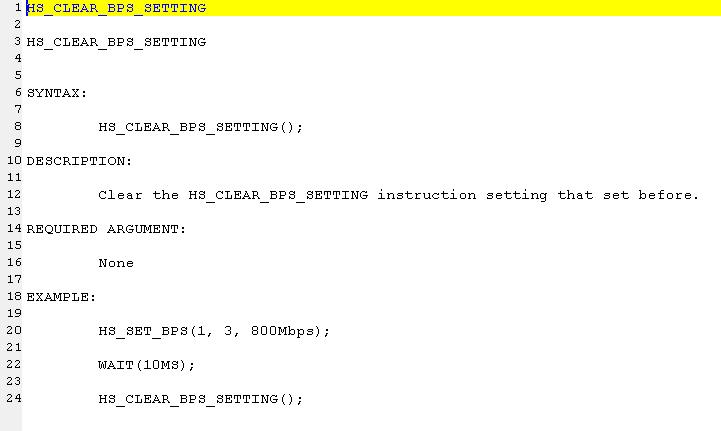 1 HS_CLEAR_BPS_SETTING
2
3 HS_CLEAR_BPS_SETTING
4
5
6 SYNTAX:
7
8 HS_CLEAR_BPS_SETTING();
9
10 DESCRIPTION:
11
12 Clear the HS_CLEAR_BPS_SETTING instruction setting that set before.
13
14 REQUIRED ARGUMENT:
15
16 None
17
18 EXAMPLE:
19
20 HS_SET_BPS(1, 3, 800Mbps);
21
22 WAIT(10MS);
23
24 HS_CLEAR_BPS_SETTING();